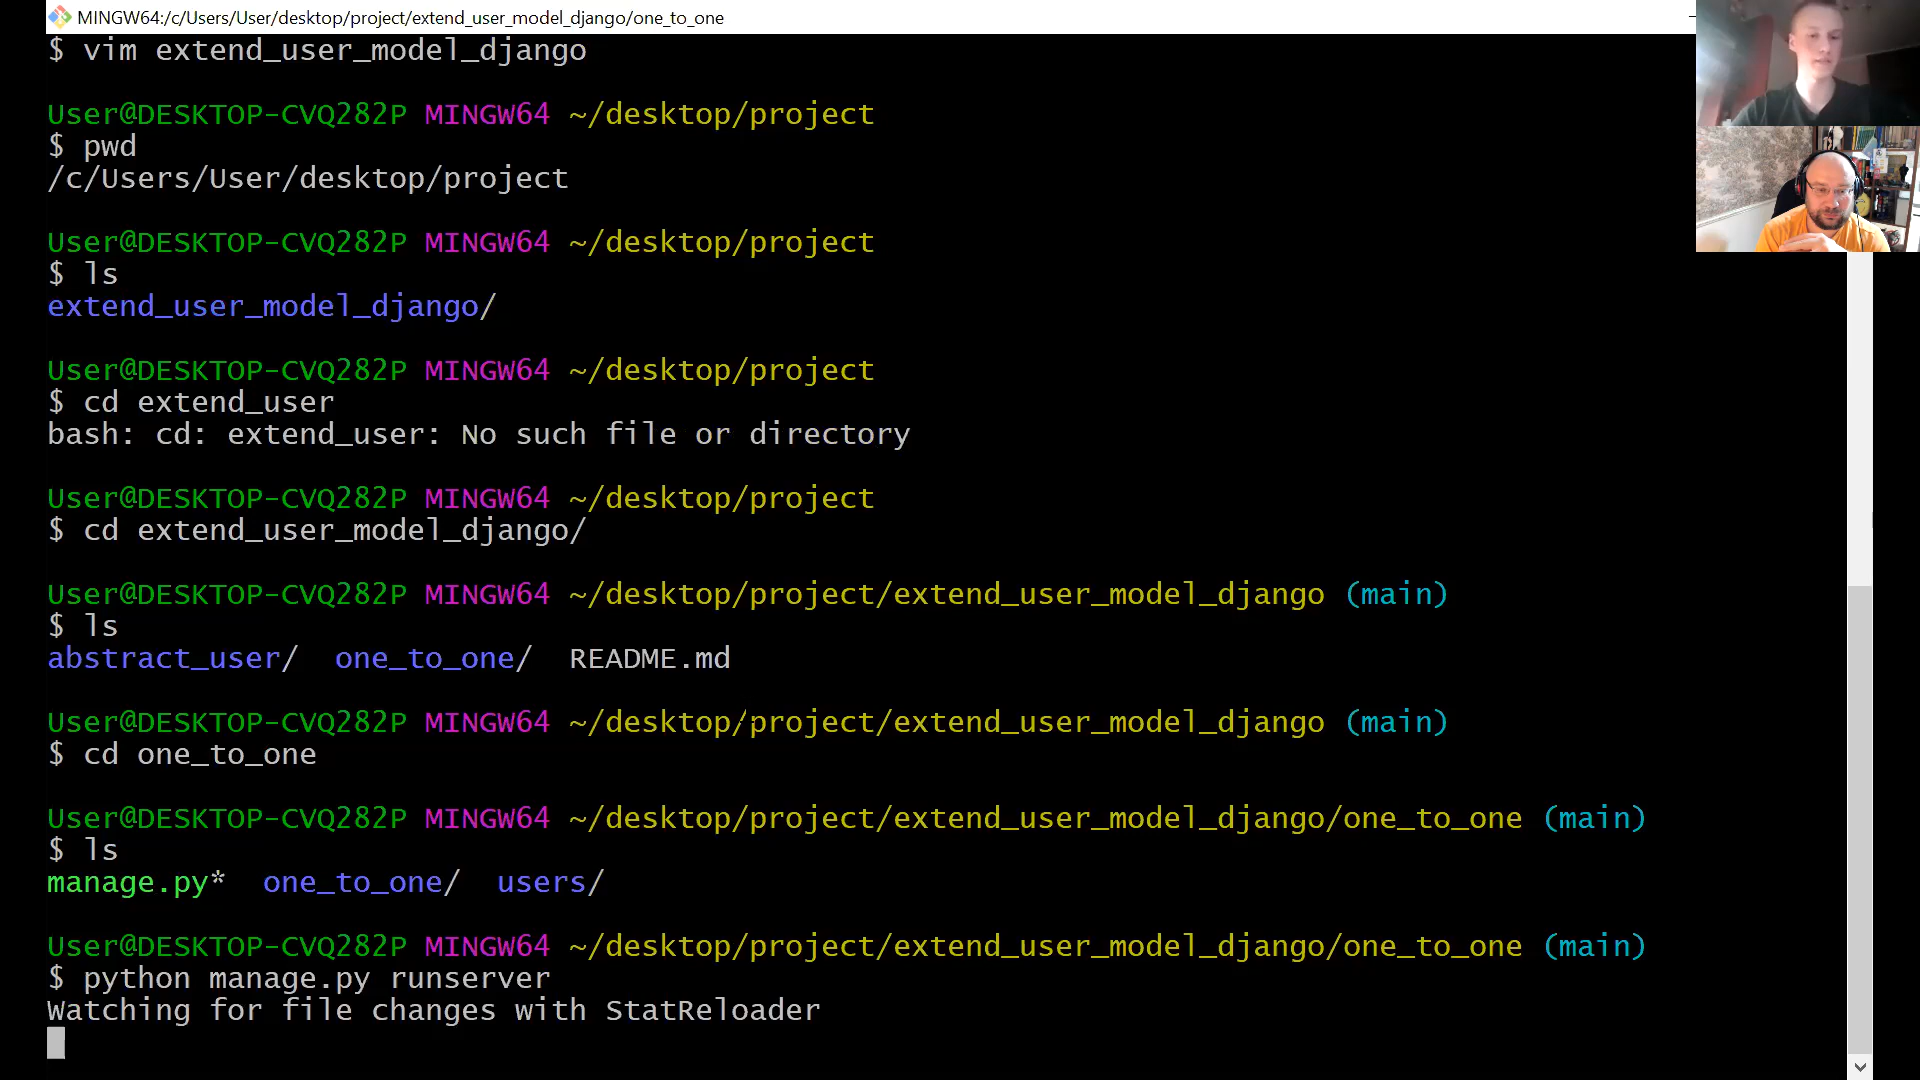 MINGW64:/c/Users/User/desktop/project/extend_user_model_django/one_to_one
$ vim extend_user_model_django
User@DESKTOP-CVQ282P MINGW64 ~/desktop/project
$ pwd
/c/Users/User/desktop/project
User@DESKTOP-CVQ282P MINGW64 ~/desktop/project
$ ls
extend_user_model_django/
User@DESKTOP-CVQ282P MINGW64 ~/desktop/project
$ cd extend_user
bash: cd: extend_user: No such file or directory
User@DESKTOP-CVQ282P MINGW64 ~/desktop/project
$ cd extend_user_model_django/
User@DESKTOP-CVQ282P MINGW64 ~/desktop/project/extend_user_model_django (main)
$ ls
abstract_user/  one_to_one/  README.md
User@DESKTOP-CVQ282P MINGW64 ~/desktop/project/extend_user_model_django (main)
$ cd one_to_one
User@DESKTOP-CVQ282P MINGW64 ~/desktop/project/extend_user_model_django/one_to_one (main)
$ ls
manage.py*  one_to_one/  users/
User@DESKTOP-CVQ282P MINGW64 ~/desktop/project/extend_user_model_django/one_to_one (main)
$ python manage.py runserver
Watching for file changes with StatReloader